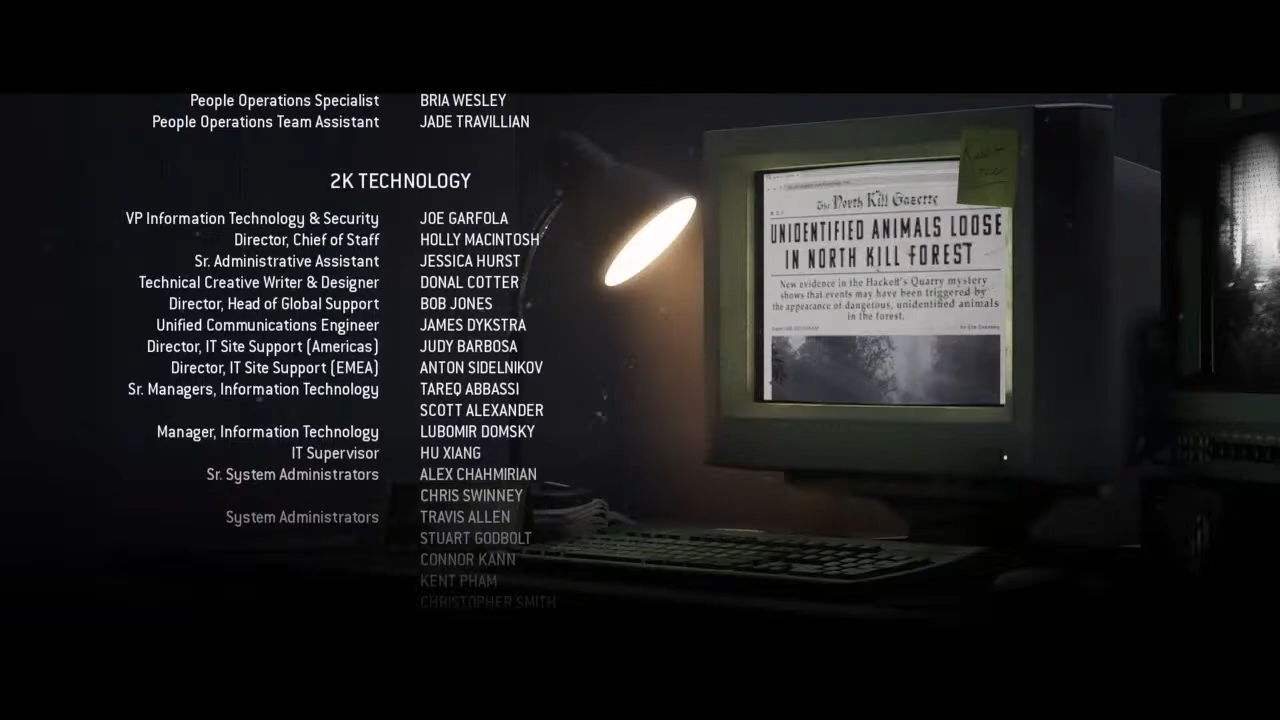 People Operations Specialist BRIA WESLEY
People Operations Team Assistant JADE TRAVILLIAN
2K TECHNOLOGY
VP Information Technology & Security JOE GARFOLA
Director, Chief of Staff HOLLY MACINTOSH
Sr. Administrative Assistant JESSICA HURST
Technical Creative Writer & Designer DONAL COTTER
Director, Head of Global Support BOB JONES
Unified Communications Engineer JAMES DYKSTRA
Director, IT Site Support (Americas) JUDY BARBOSA
Director, IT Site Support (EMEA) ANTON SIDELNIKOV
Sr. Managers, Information Technology TAREQ ABBASSI
SCOTT ALEXANDER
Manager, Information Technology LUBOMIR DOMSKY
IT Supervisor HU XIANG
Sr. System Administrators ALEX CHAHMIRIAN
CHRIS SWINNEY
System Administrators TRAVIS ALLEN
STUART GODBOLT
CONNOR KANN
KENT PHAM
CHRISTOPHER SMITH
The North Kill Gazette
UNIDENTIFIED ANIMALS LOOSE
IN NORTH KILL FOREST
New evidence in the Hackett's Quarry mystery
shows that events may have been triggered by
the appearance of dangerous, unidentified animals
in the forest.